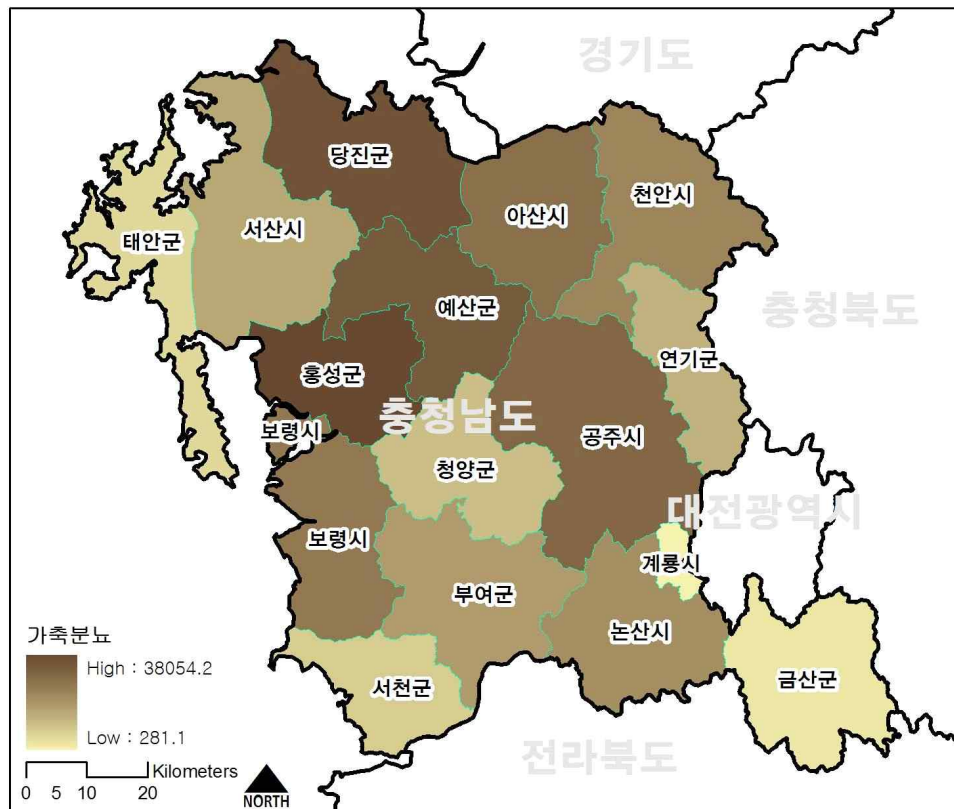 경기도
당진군
아산시
천안시
서산시
태안군
예산군
충청북도
연기군
홍성군
충청남도
보령시
공주시
청양군
대전광역시
보령시
계룡시
부여군
논산시
가축분뇨
High : 38054.2
서천군
금산군
Low : 281.1
전라북도
Kilometers
0 5 10 20
NORTH